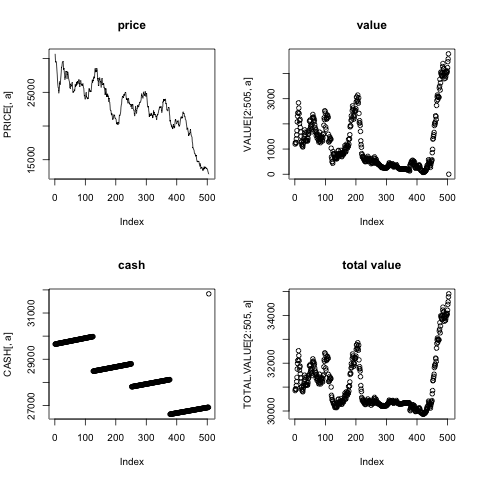 price
PRICE[, a]
15000
25000
0
100
200
300
400
500
Index
value
VALUE[2:505, a]
0
1000
3000
0
100
200
300
400
500
Index
cash
CASH[, a]
27000
29000
31000
0
100
200
300
400
500
Index
total value
TOTAL.VALUE[2:505, a]
30000
32000
34000
0
100
200
300
400
500
Index